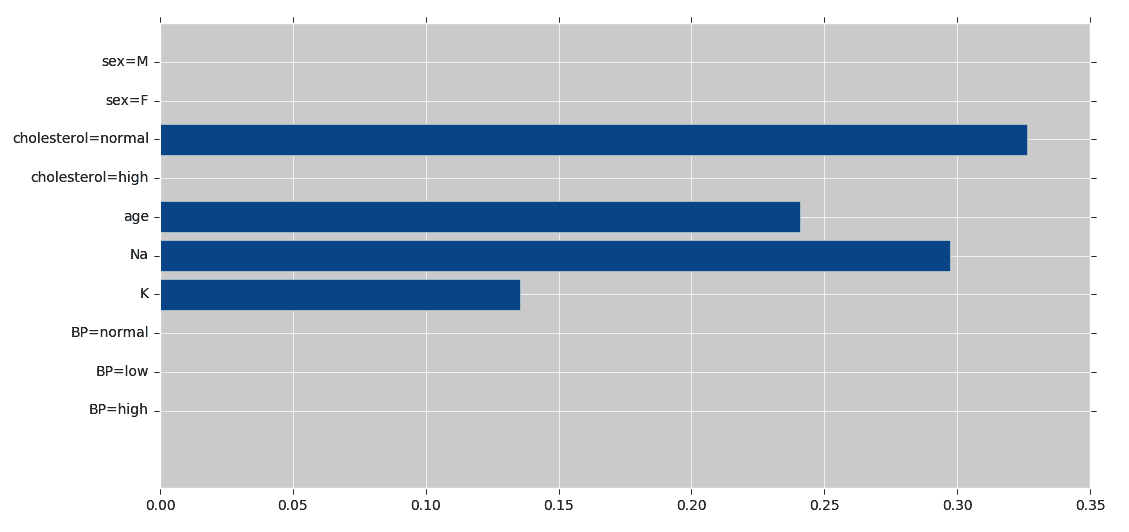 sex=M
sex=F
cholesterol=normal
cholesterol=high
age
Na
K
BP=normal
BP=low
BP=high
0.00 0.05 0.10 0.15 0.20 0.25 0.30 0.35